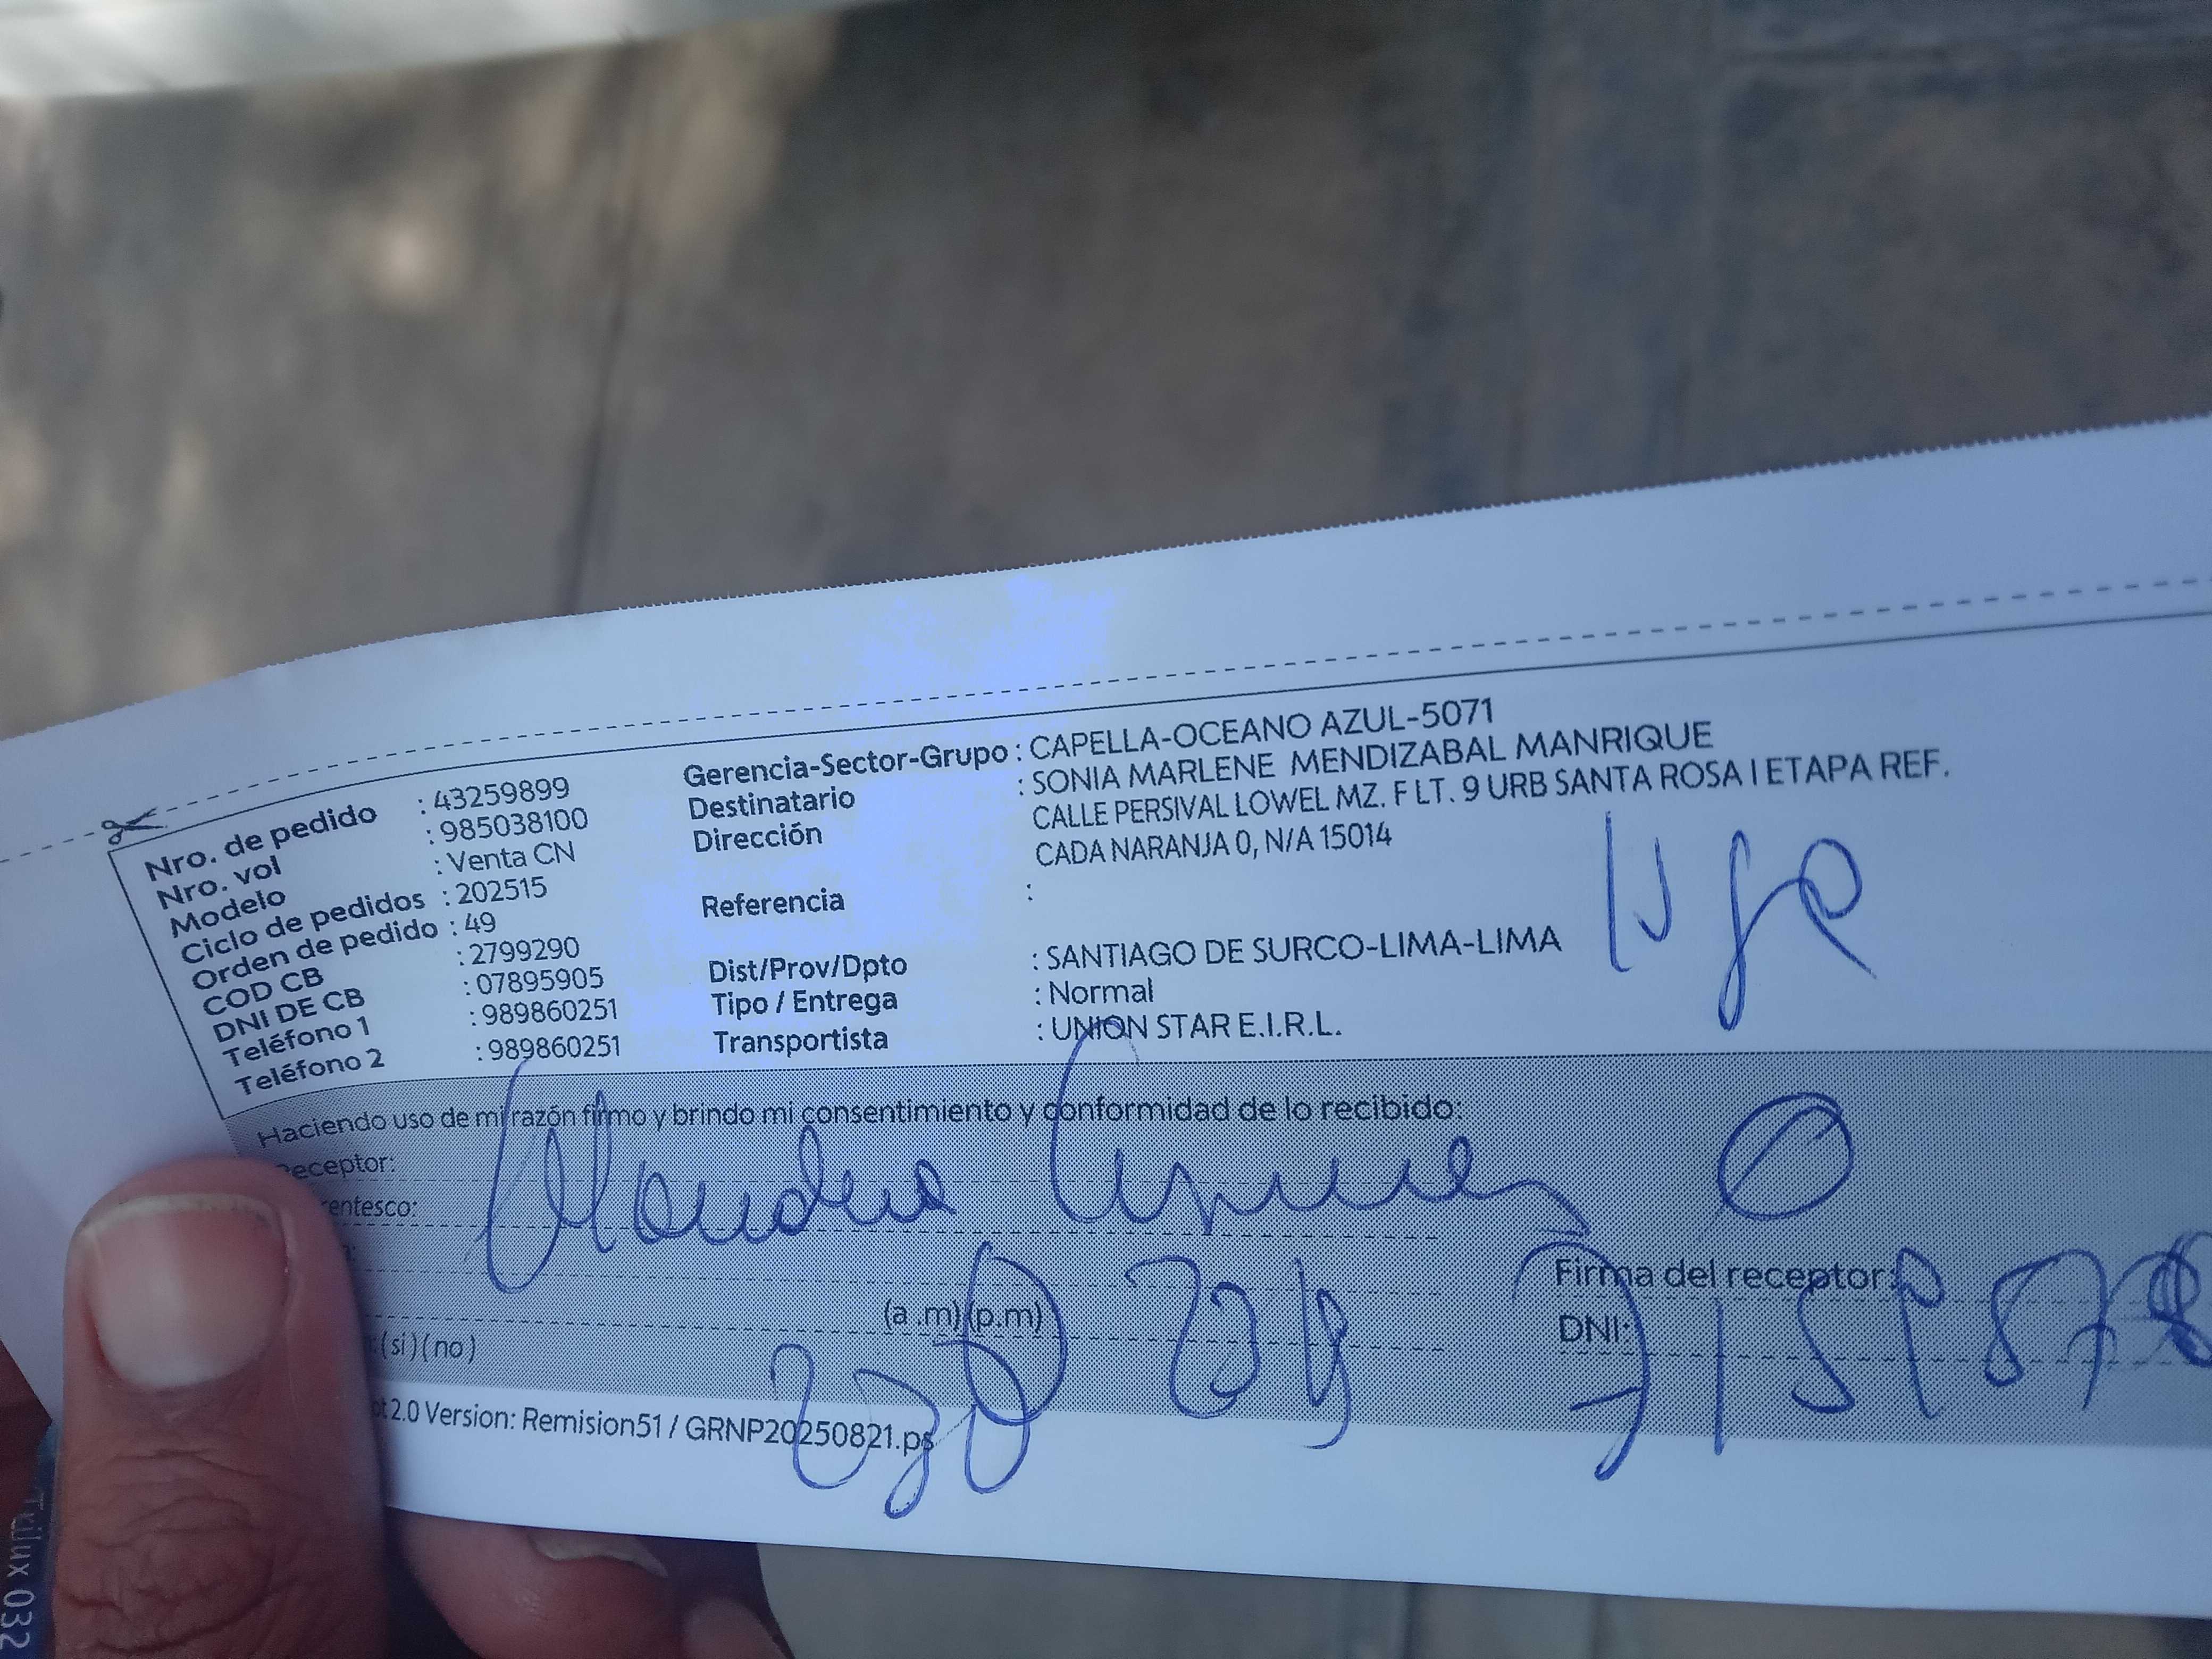 Nro. de pedido : 43259899
Nro. vol : 985038100
Modelo : Venta CN
Ciclo de pedidos : 202515
Orden de pedido : 49
COD CB : 2799290
DNI DE CB : 07895905
Teléfono 1 : 989860251
Teléfono 2 : 989860251
Gerencia-Sector-Grupo : CAPELLA-OCEANO AZUL-5071
Destinatario : SONIA MARLENE MENDIZABAL MANRIQUE
Dirección CALLE PERSIVAL LOWEL MZ. F LT. 9 URB SANTA ROSA I ETAPA REF.
CADA NARANJA 0, N/A 15014
Referencia :
Dist/Prov/Dpto : SANTIAGO DE SURCO-LIMA-LIMA
Tipo / Entrega : Normal
Transportista : UNION STAR E.I.R.L.
Haciendo uso de mi razón firmo y brindo mi consentimiento y conformidad de lo recibido:
Receptor:
entesco:
Firma del receptor:
(a .m) (p.m)
DNI:
(si) (no)
2.0 Version: Remision51 / GRNP20250821.ps
Trilux 032